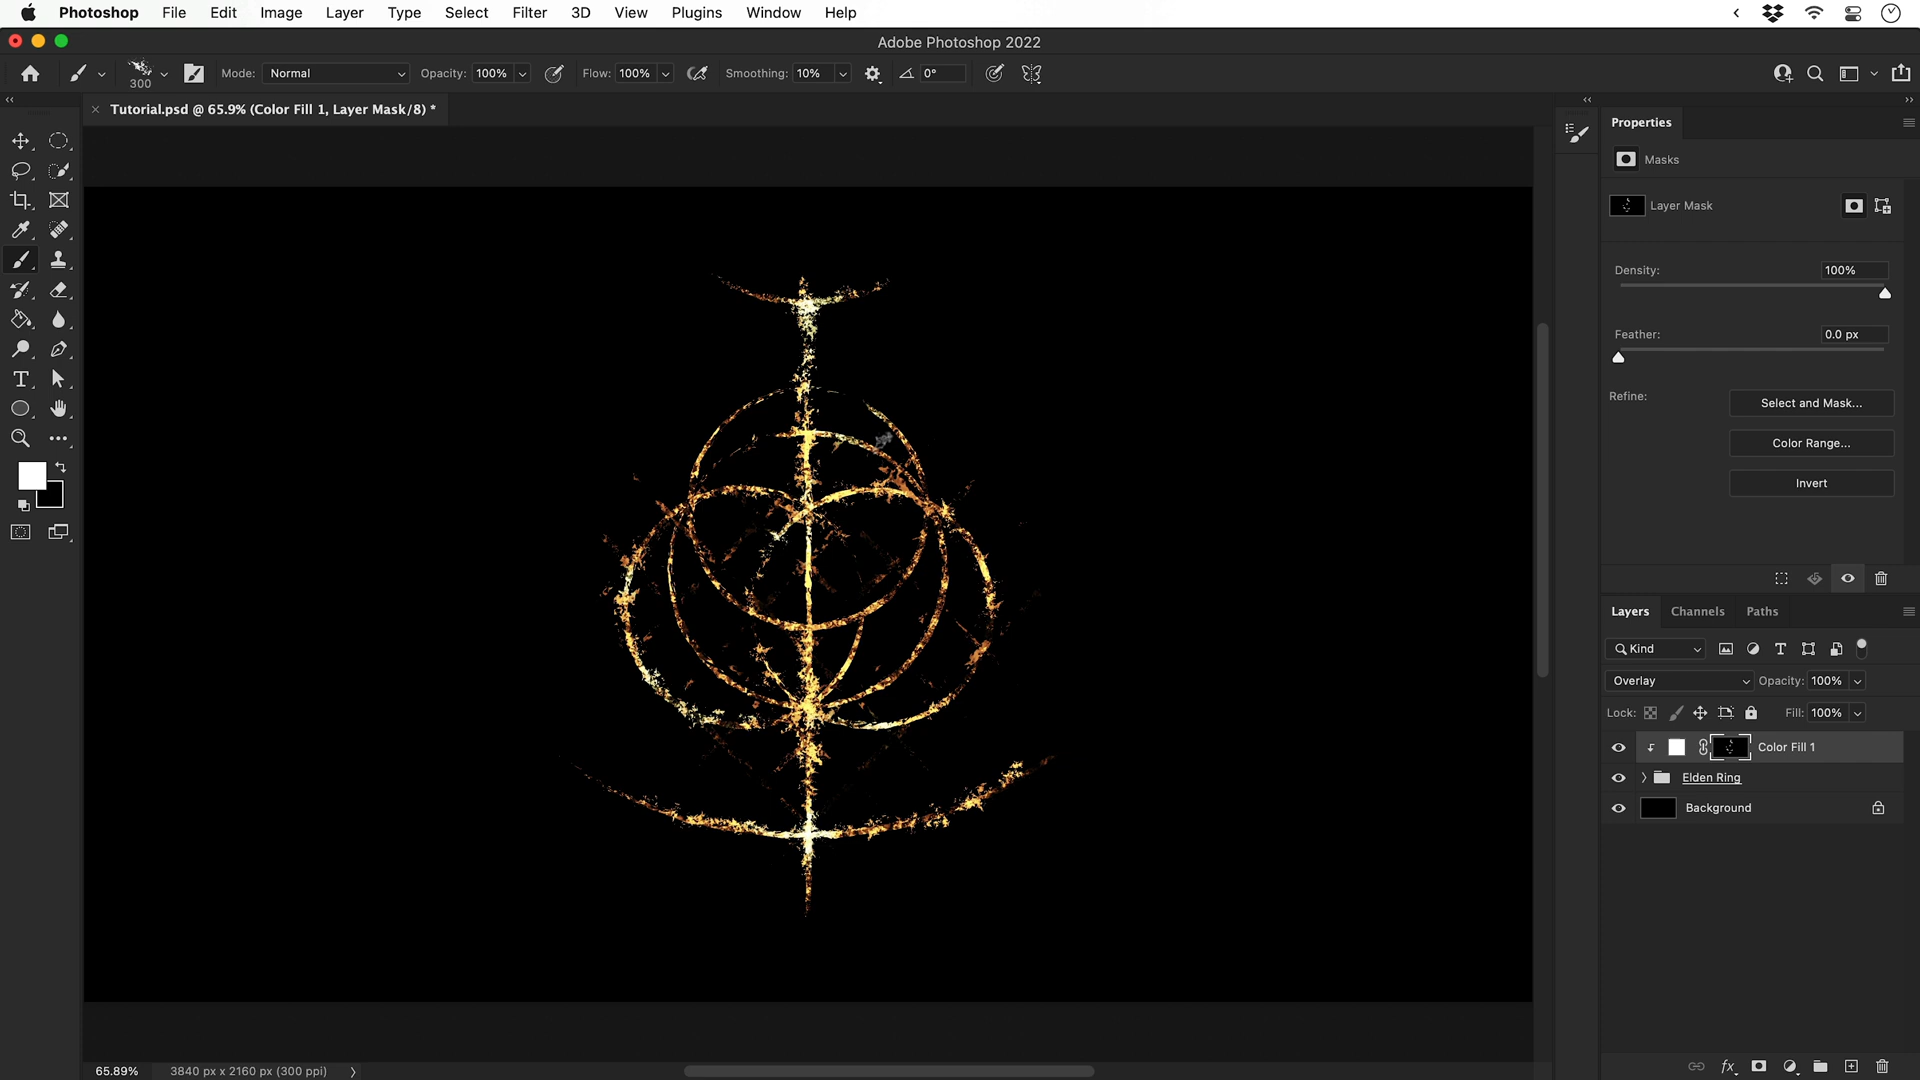 Photoshop File Edit Image Layer Type Select Filter 3D View Plugins Window Help
Adobe Photoshop 2022
300 Mode: Normal Opacity: 100% Flow: 100% Smoothing: 10% 0°
Tutorial.psd @ 65.9% (Color Fill 1, Layer Mask/8) *
Properties
Masks
Layer Mask
Density: 100%
Feather: 0.0 px
Refine: Select and Mask...
Color Range...
Invert
Layers Channels Paths
Kind
Overlay Opacity: 100%
Lock: Fill: 100%
Color Fill 1
Elden Ring
Background
65.89% 3840 px x 2160 px (300 ppi)